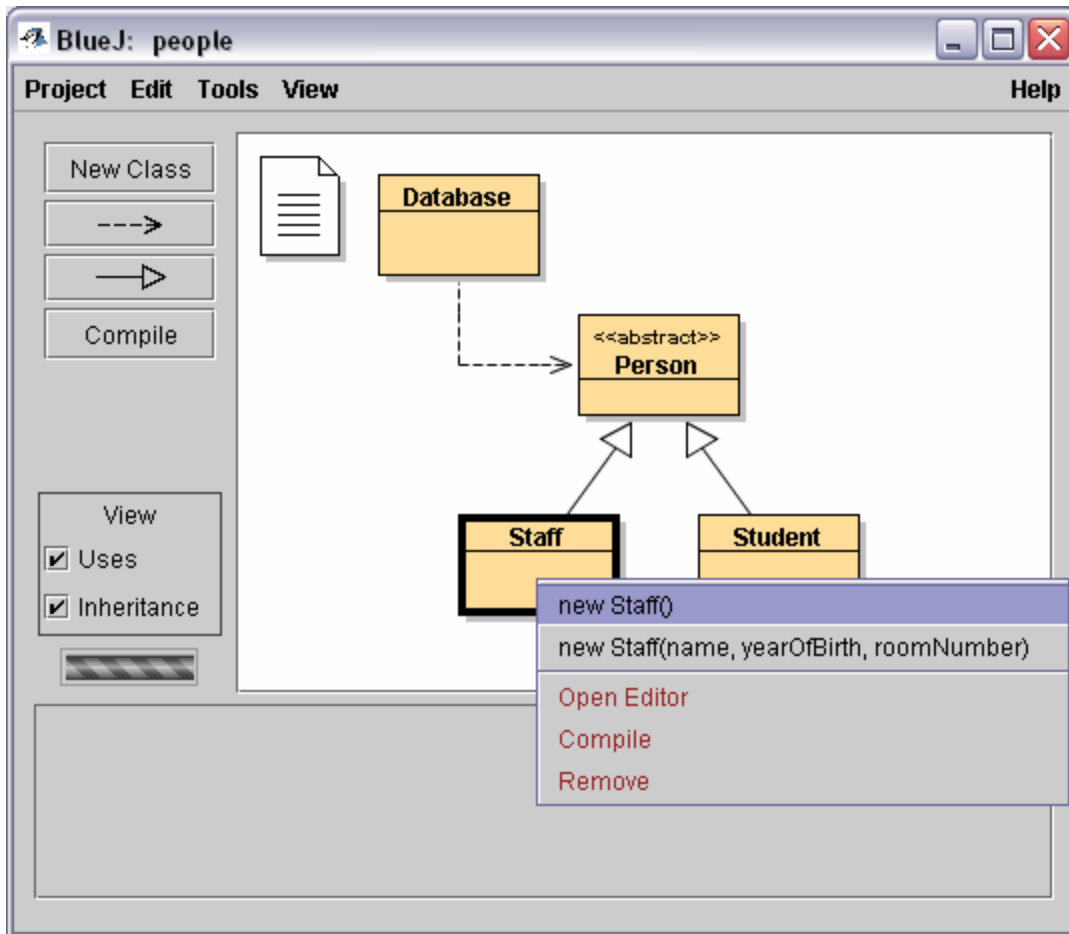 BlueJ: people
Project Edit Tools View Help
New Class
Compile
View
Uses
Inheritance
Database
<<abstract>>
Person
Staff
Student
new Staff()
new Staff(name, yearOfBirth, roomNumber)
Open Editor
Compile
Remove